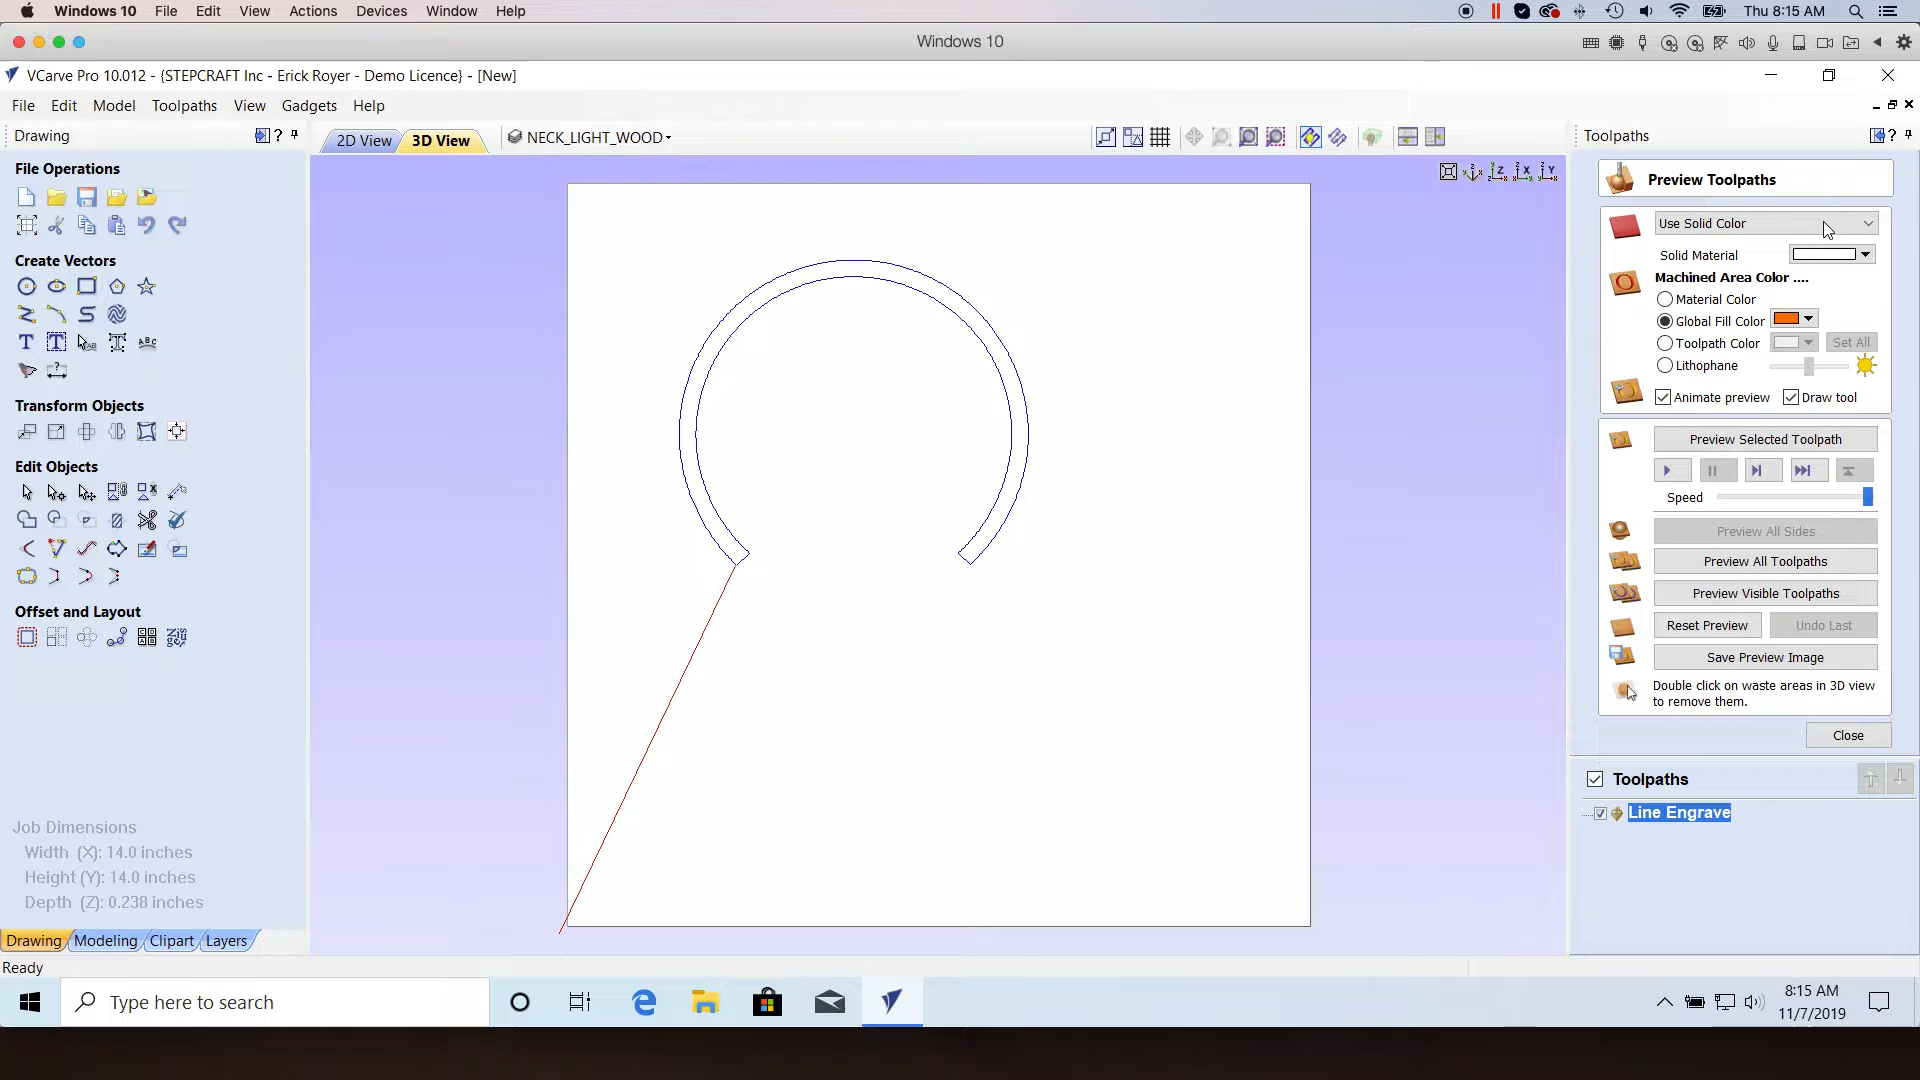 Windows 10 File Edit View Actions Devices Window Help Thu 8:15 AM
Windows 10
VCarve Pro 10.012 - {STEPCRAFT Inc - Erick Royer - Demo Licence} - [New]
File Edit Model Toolpaths View Gadgets Help
Drawing ?
2D View 3D View NECK_LIGHT_WOOD
Toolpaths ?
File Operations
Create Vectors
Transform Objects
Edit Objects
Offset and Layout
Job Dimensions
Width (X): 14.0 inches
Height (Y): 14.0 inches
Depth (Z): 0.238 inches
Drawing Modeling Clipart Layers
Ready
Preview Toolpaths
Use Solid Color
Solid Material
Machined Area Color ....
Material Color
Global Fill Color
Toolpath Color Set All
Lithophane
Animate preview Draw tool
Preview Selected Toolpath
Speed
Preview All Sides
Preview All Toolpaths
Preview Visible Toolpaths
Reset Preview Undo Last
Save Preview Image
Double click on waste areas in 3D view
to remove them.
Close
Toolpaths
Line Engrave
Type here to search
8:15 AM
11/7/2019